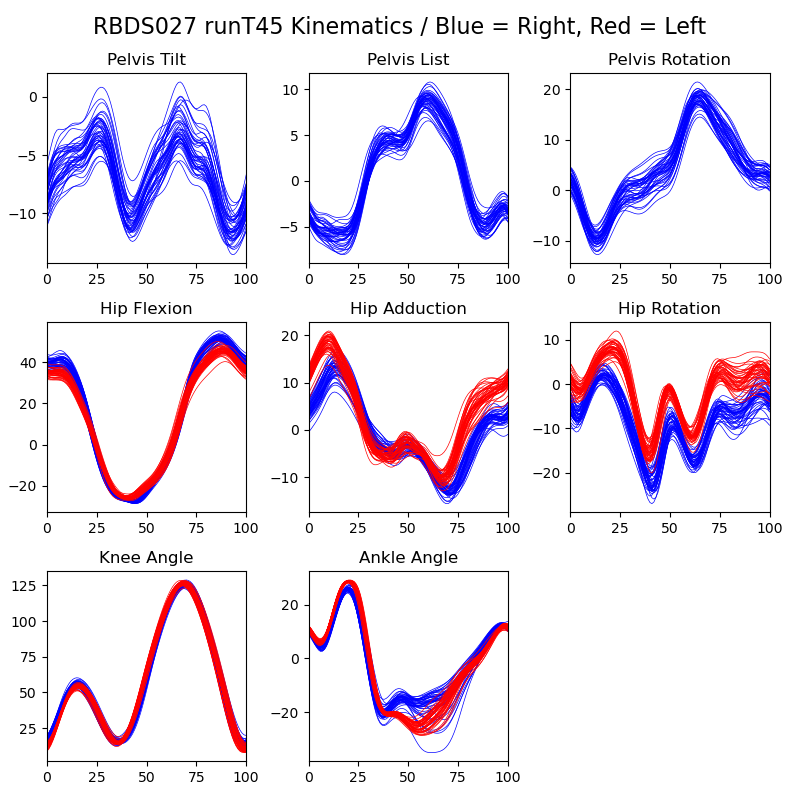 RBDS027 runT45 Kinematics / Blue = Right, Red = Left
Pelvis Tilt
Pelvis List
Pelvis Rotation
0
−5
−10
0 25 50 75 100
10
5
0
−5
0 25 50 75 100
20
10
0
−10
0 25 50 75 100
Hip Flexion
Hip Adduction
Hip Rotation
40
20
0
−20
0 25 50 75 100
20
10
0
−10
0 25 50 75 100
10
0
−10
−20
0 25 50 75 100
Knee Angle
Ankle Angle
125
100
75
50
25
0 25 50 75 100
20
0
−20
0 25 50 75 100